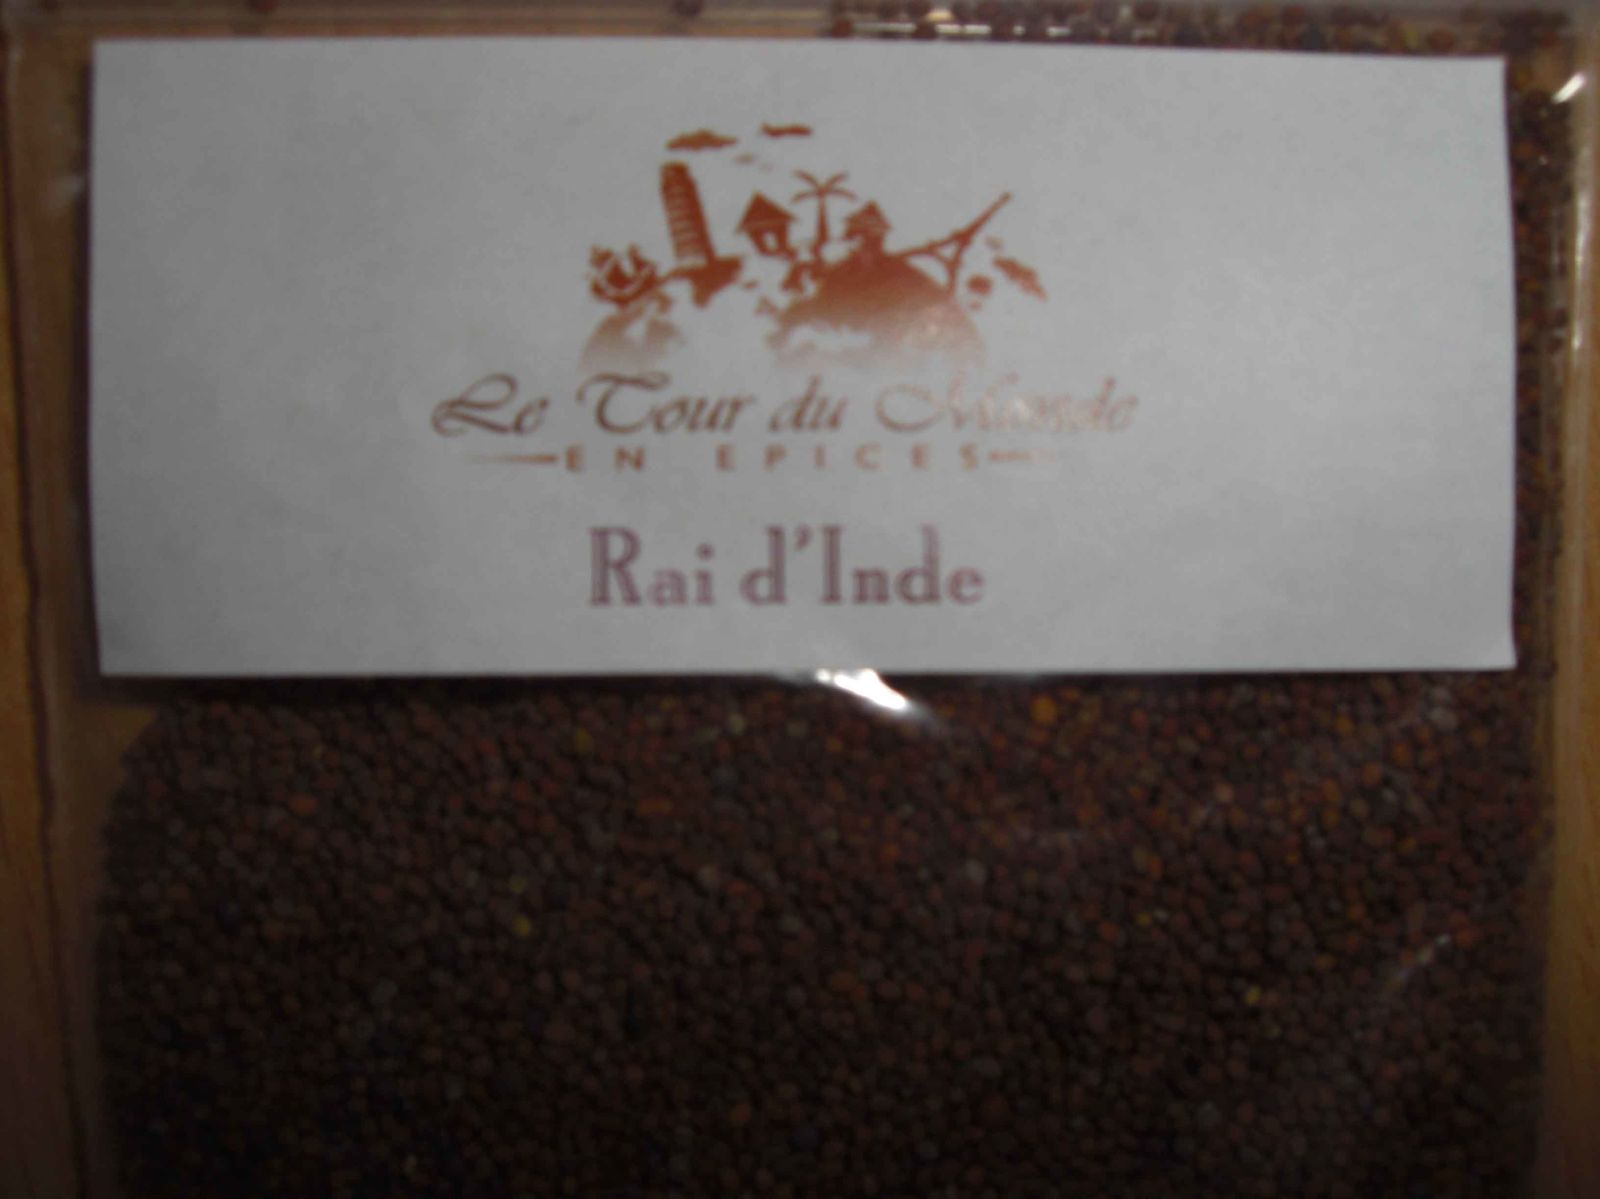 Le Tour du Monde
EN EPICES
Rai d'Inde